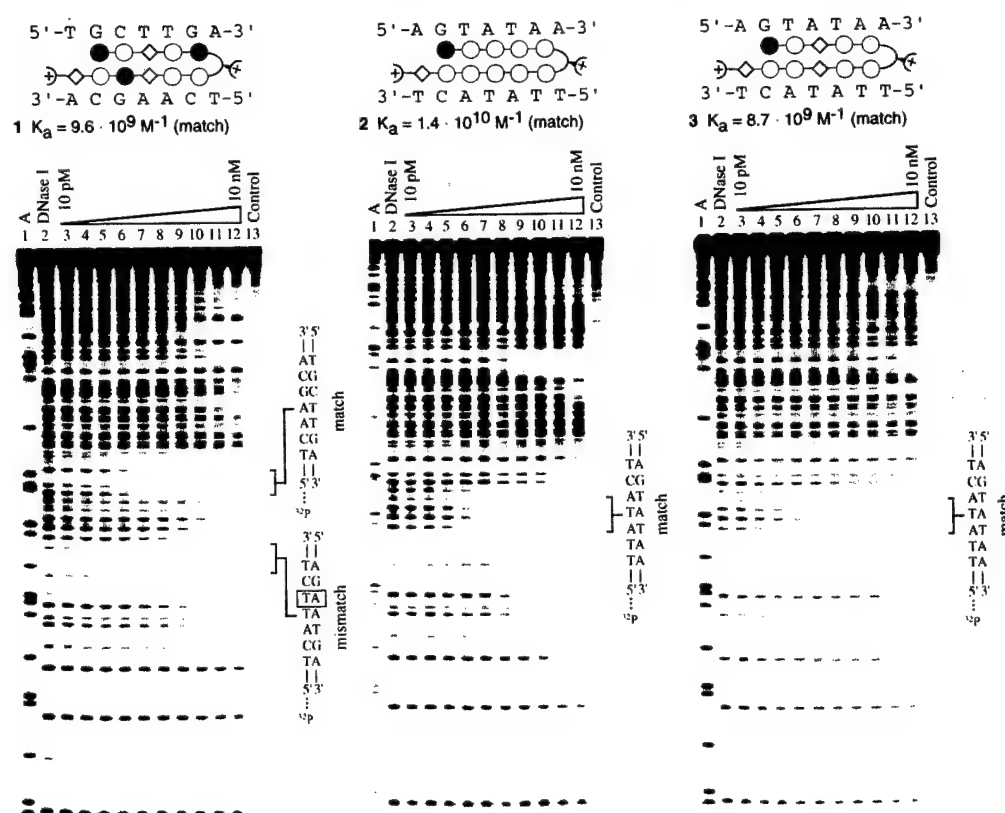 5'-T G C T T G A-3'
3'-A C G A A C T-5'
1 Ka = 9.6 · 10⁹ M⁻¹ (match)
5'-A G T A T A A-3'
3'-T C A T A T T-5'
2 Ka = 1.4 · 10¹⁰ M⁻¹ (match)
5'-A G T A T A A-3'
3'-T C A T A T T-5'
3 Ka = 8.7 · 10⁹ M⁻¹ (match)
A
DNase I
10 pM
10 nM
Control
1 2 3 4 5 6 7 8 9 10 11 12 13
3'5'
AT
CG
GC
AT
AT
CG
TA
5'3'
³²P
match
3'5'
TA
CG
TA
TA
AT
CG
TA
5'3'
³²P
mismatch
A
DNase I
10 pM
10 nM
Control
1 2 3 4 5 6 7 8 9 10 11 12 13
3'5'
TA
CG
AT
TA
AT
TA
TA
5'3'
³²P
match
A
DNase I
10 pM
10 nM
Control
1 2 3 4 5 6 7 8 9 10 11 12 13
3'5'
TA
CG
AT
TA
AT
TA
TA
5'3'
³²P
match